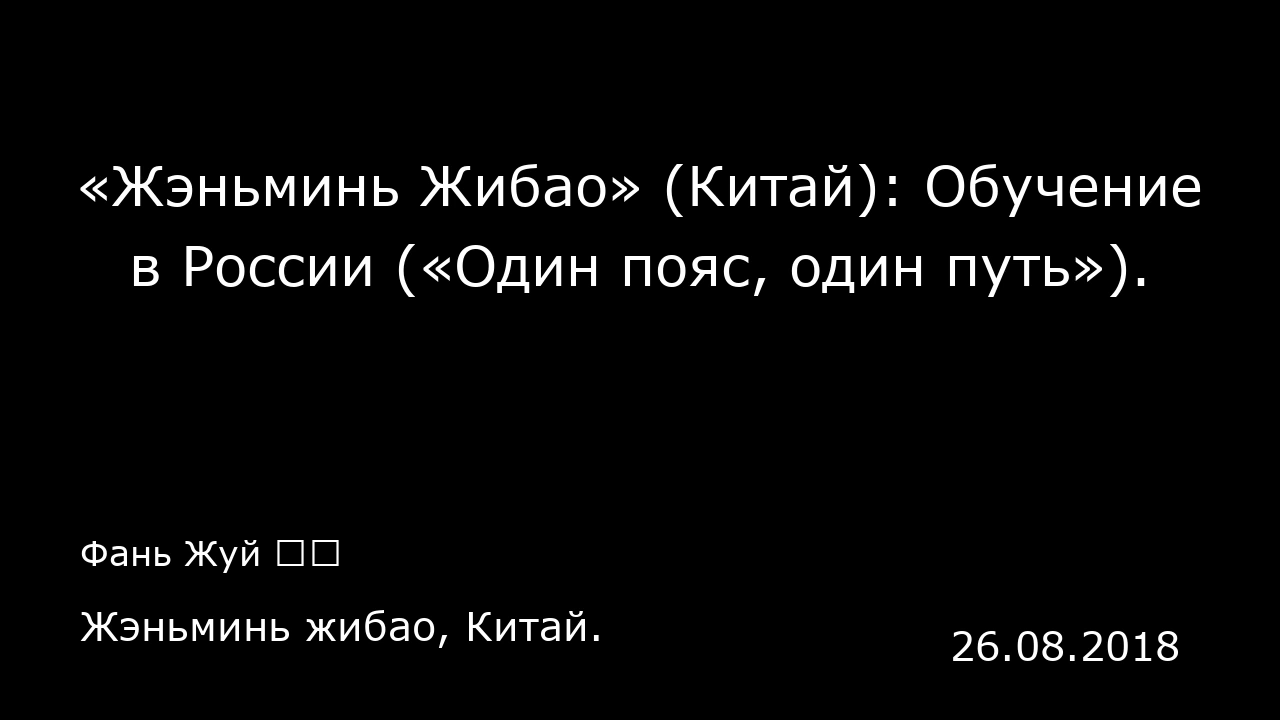 «Жэньминь Жибао» (Китай): Обучение
в России («Один пояс, один путь»).
Фань Жуй □□
Жэньминь жибао, Китай.
26.08.2018